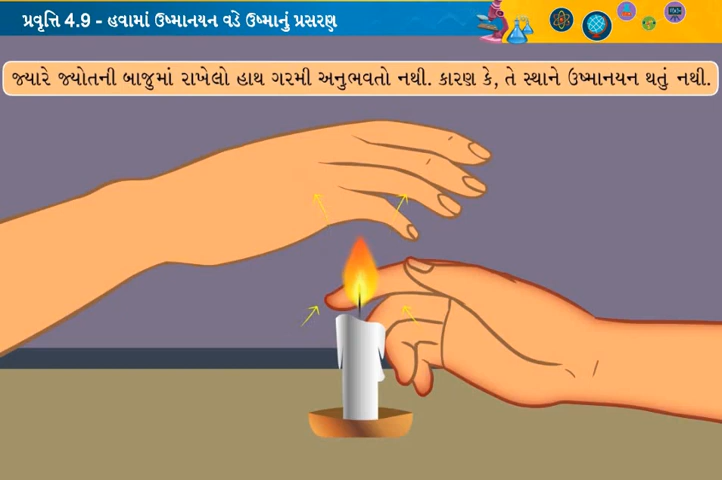 પ્રવૃત્તિ 4.9 - હવામાં ઉષ્માનયન વડે ઉષ્માનું પ્રસરણ
જ્યારે જ્યોતની બાજુમાં રાખેલો હાથ ગરમી અનુભવતો નથી. કારણ કે, તે સ્થાને ઉષ્માનયન થતું નથી.